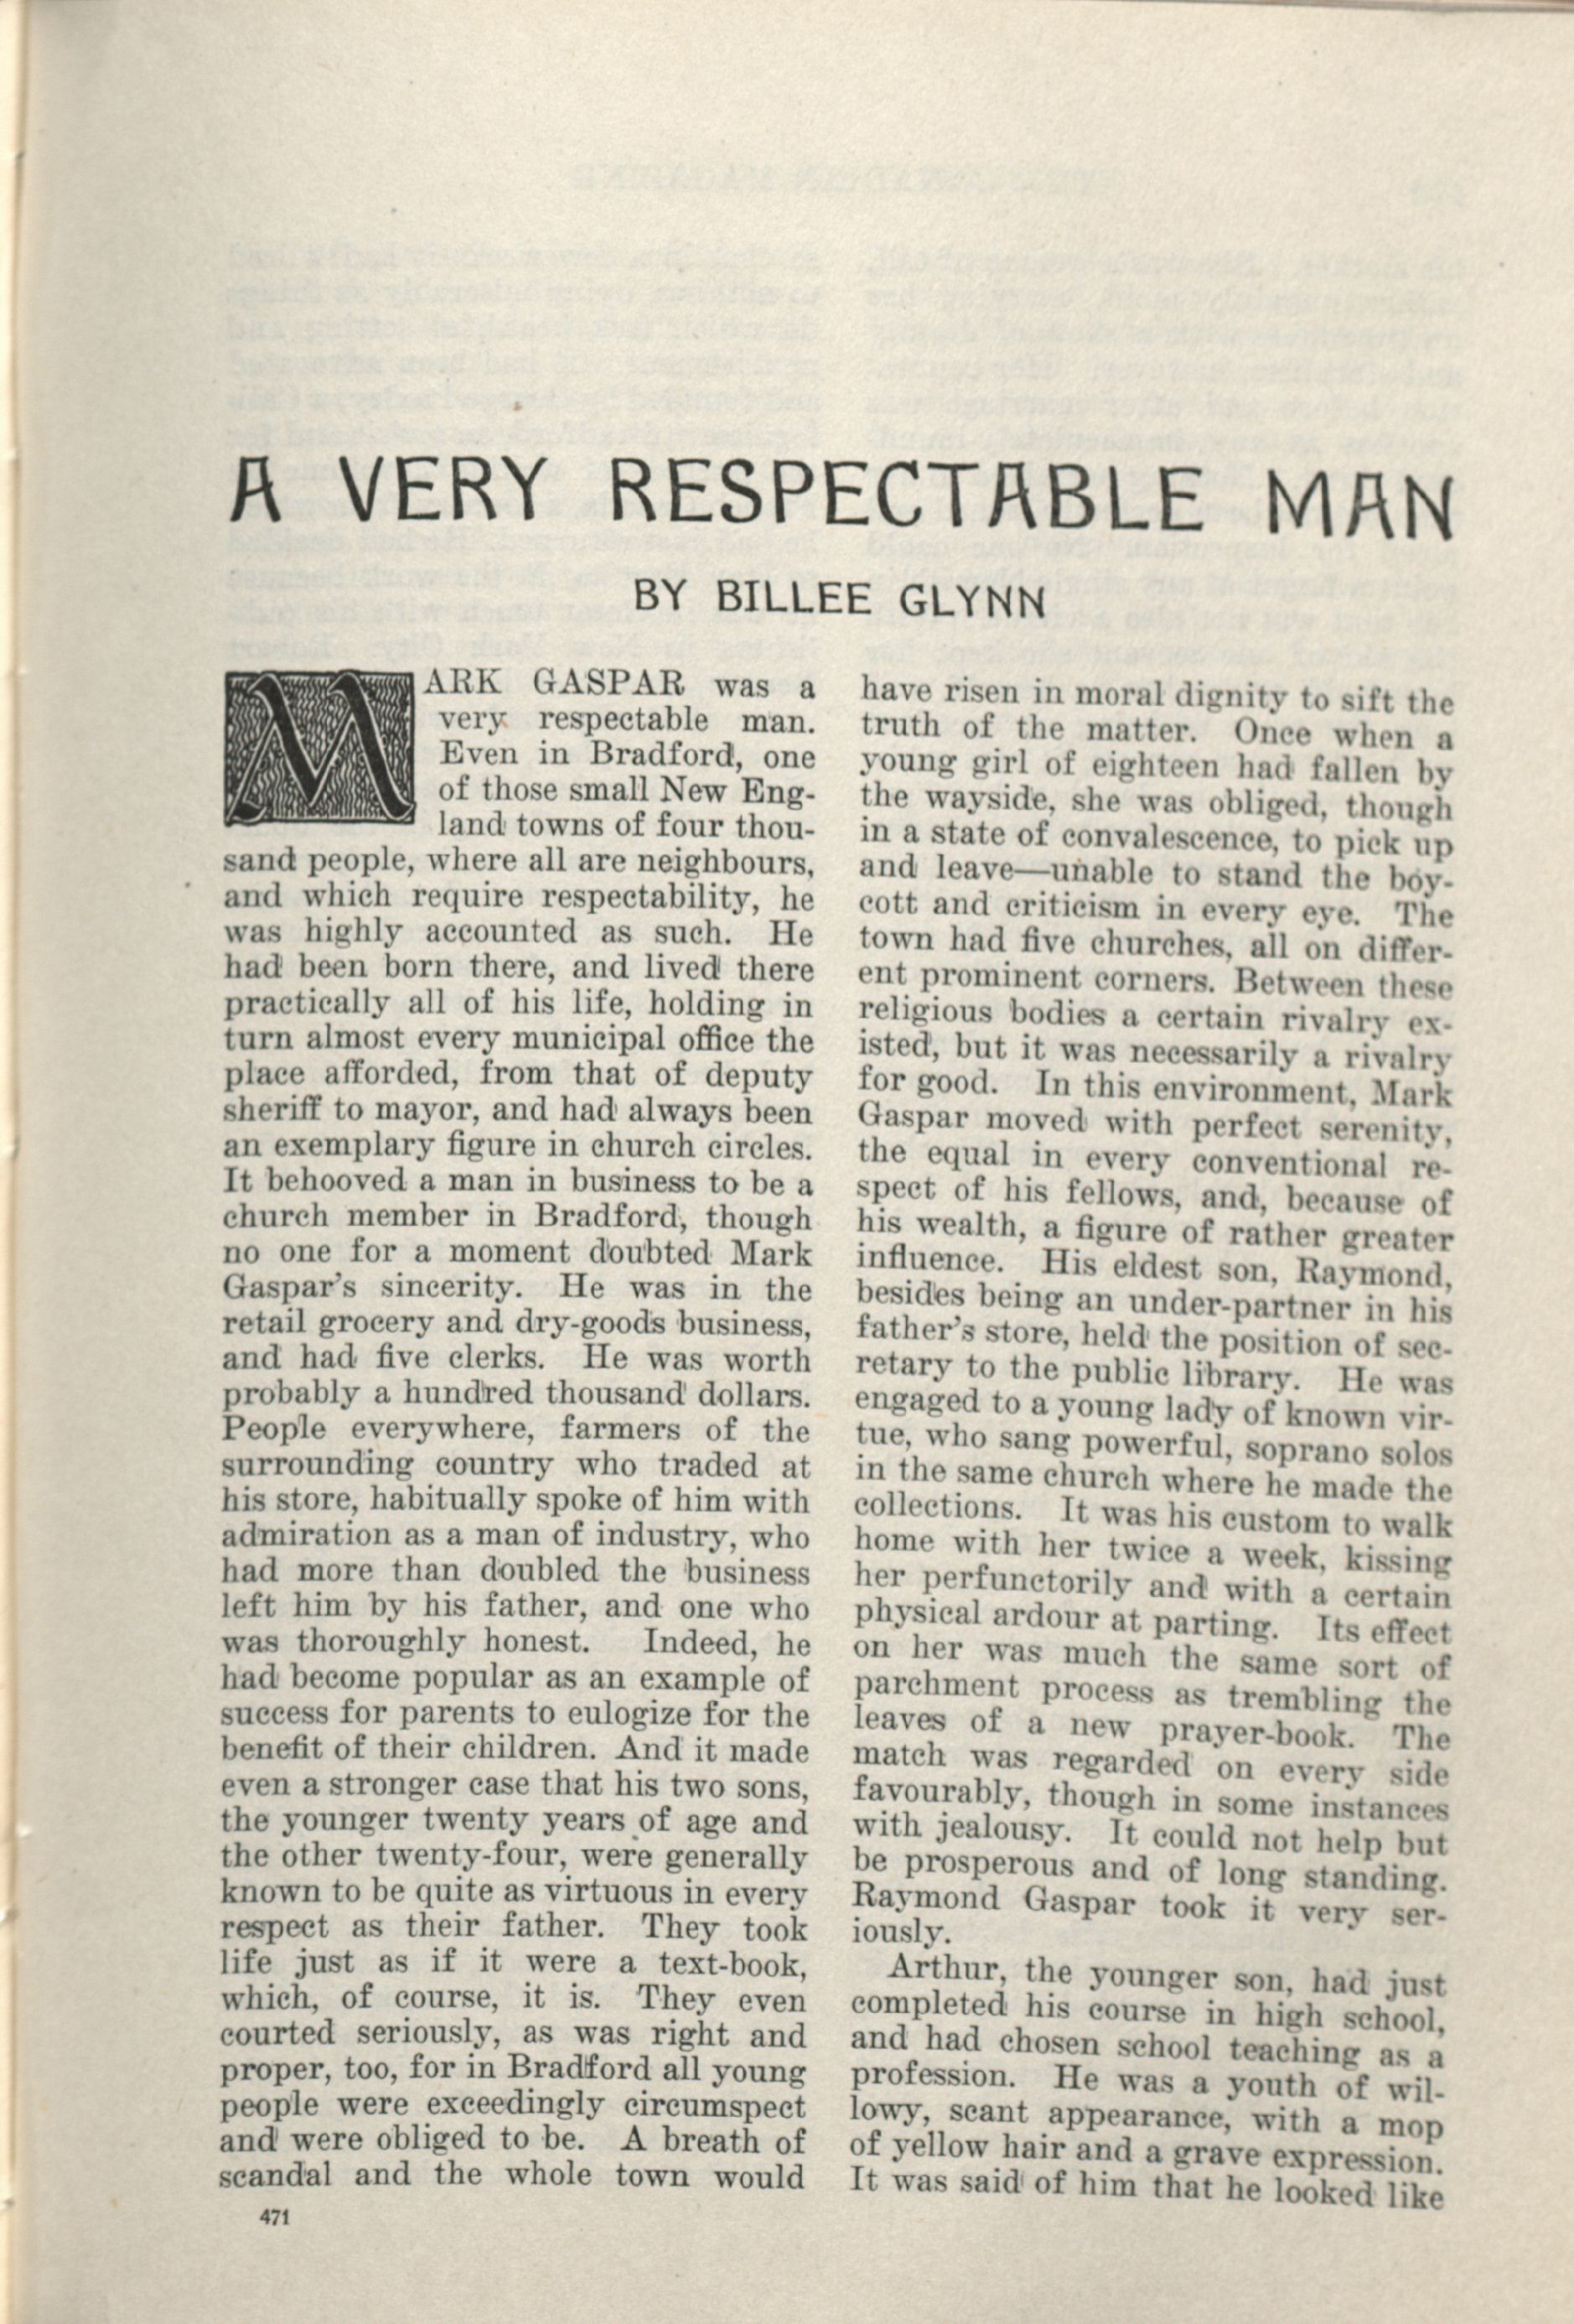 A VERY RESPECTABLE MAN
BY BILLEE GLYNN
MARK GASPAR was a
very respectable man.
Even in Bradford, one
of those small New Eng-
land towns of four thou-
sand people, where all are neighbours,
and which require respectability, he
was highly accounted as such. He
had been born there, and lived there
practically all of his life, holding in
turn almost every municipal office the
place afforded, from that of deputy
sheriff to mayor, and had always been
an exemplary figure in church circles.
It behooved a man in business to be a
church member in Bradford, though
no one for a moment doubted Mark
Gaspar's sincerity. He was in the
retail grocery and dry-goods business,
and had five clerks. He was worth
probably a hundred thousand dollars.
People everywhere, farmers of the
surrounding country who traded at
his store, habitually spoke of him with
admiration as a man of industry, who
had more than doubled the business
left him by his father, and one who
was thoroughly honest. Indeed, he
had become popular as an example of
success for parents to eulogize for the
benefit of their children. And it made
even a stronger case that his two sons,
the younger twenty years of age and
the other twenty-four, were generally
known to be quite as virtuous in every
respect as their father. They took
life just as if it were a text-book,
which, of course, it is. They even
courted seriously, as was right and
proper, too, for in Bradford all young
people were exceedingly circumspect
and were obliged to be. A breath of
scandal and the whole town would
have risen in moral dignity to sift the
truth of the matter. Once when a
young girl of eighteen had fallen by
the wayside, she was obliged, though
in a state of convalescence, to pick up
and leave—unable to stand the boy-
cott and criticism in every eye. The
town had five churches, all on differ-
ent prominent corners. Between these
religious bodies a certain rivalry ex-
isted, but it was necessarily a rivalry
for good. In this environment, Mark
Gaspar moved with perfect serenity,
the equal in every conventional re-
spect of his fellows, and, because of
his wealth, a figure of rather greater
influence. His eldest son, Raymond,
besides being an under-partner in his
father's store, held the position of sec-
retary to the public library. He was
engaged to a young lady of known vir-
tue, who sang powerful, soprano solos
in the same church where he made the
collections. It was his custom to walk
home with her twice a week, kissing
her perfunctorily and with a certain
physical ardour at parting. Its effect
on her was much the same sort of
parchment process as trembling the
leaves of a new prayer-book. The
match was regarded on every side
favourably, though in some instances
with jealousy. It could not help but
be prosperous and of long standing.
Raymond Gaspar took it very ser-
iously.
Arthur, the younger son, had just
completed his course in high school,
and had chosen school teaching as a
profession. He was a youth of wil-
lowy, scant appearance, with a mop
of yellow hair and a grave expression.
It was said of him that he looked like
471